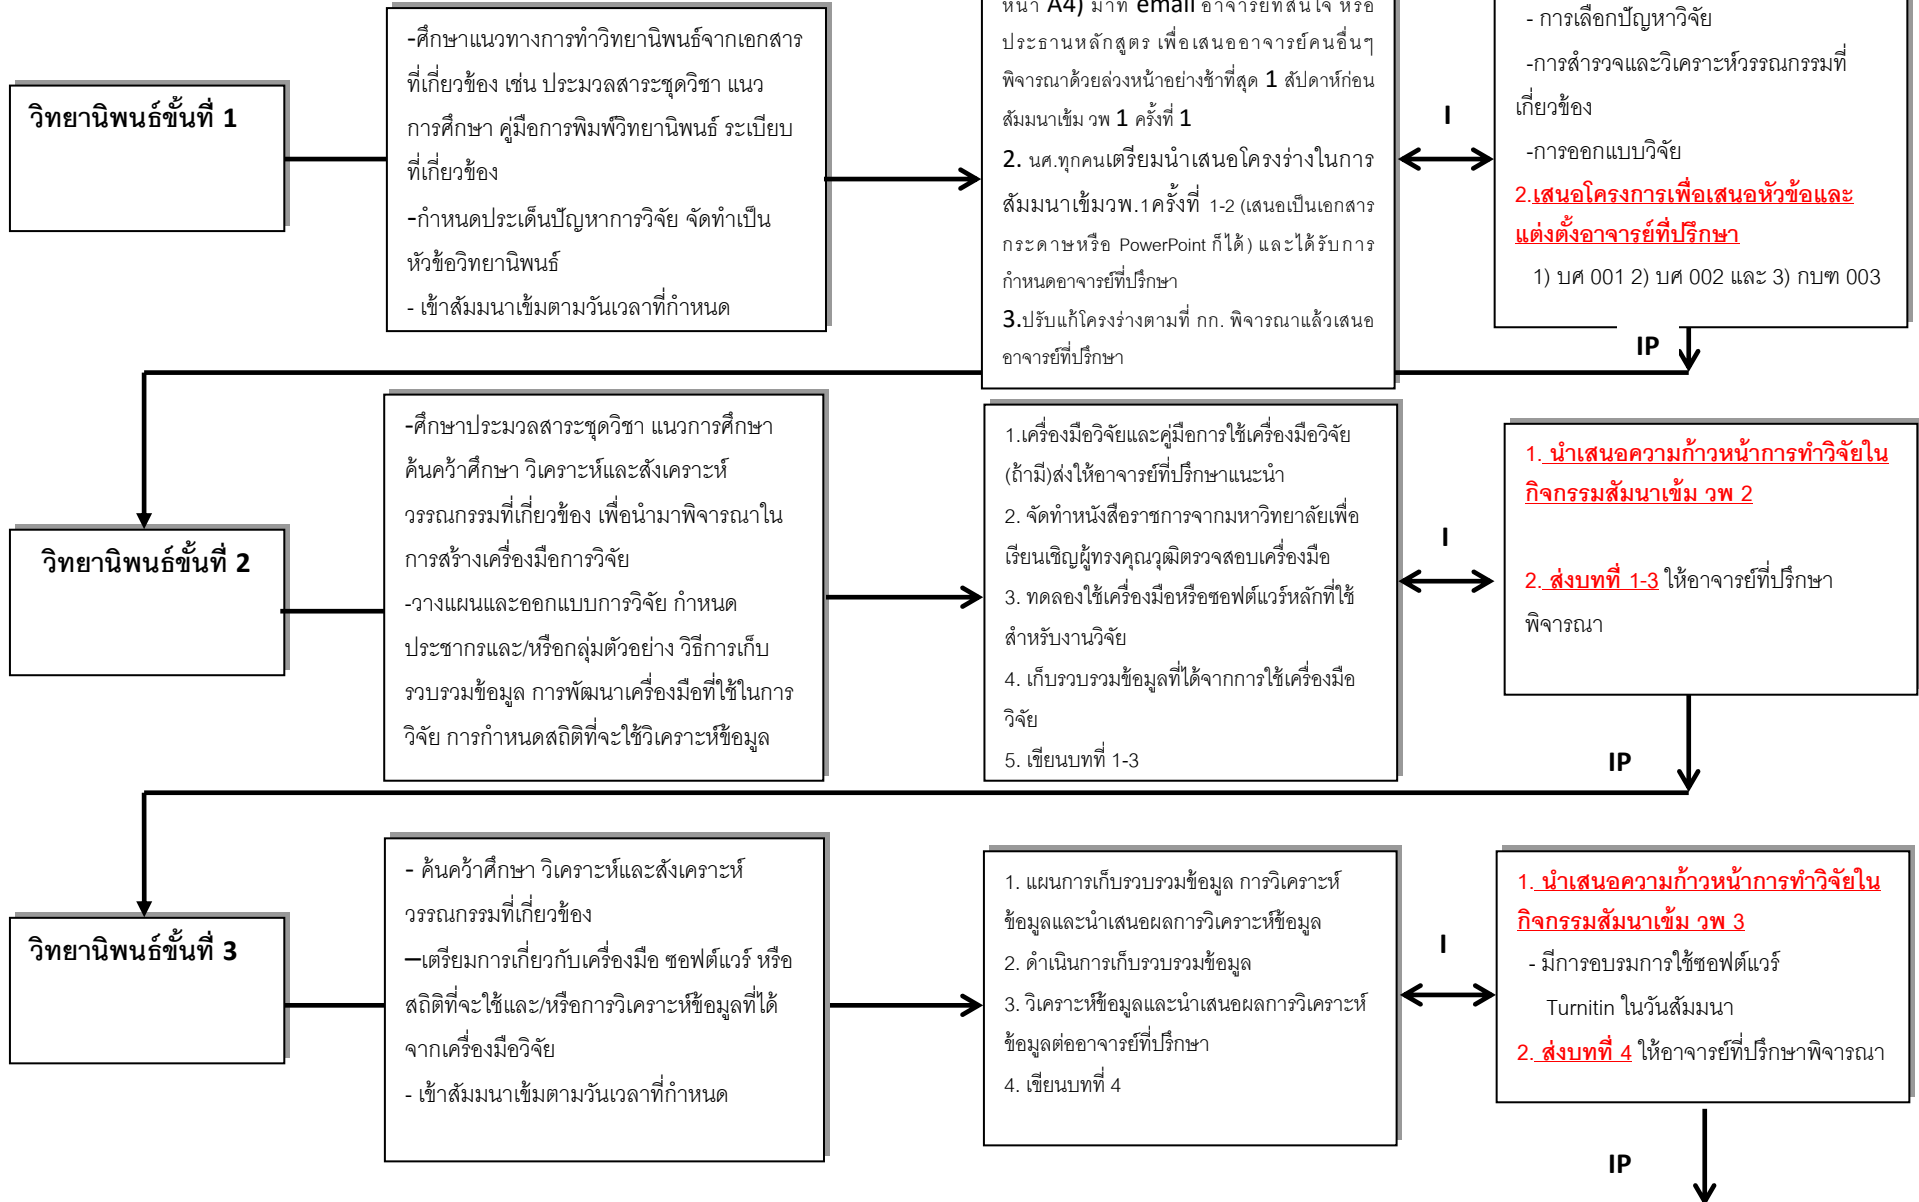 วิทยานิพนธ์ขั้นที่ 1
-ศึกษาแนวทางการทำวิทยานิพนธ์จากเอกสาร
ที่เกี่ยวข้อง เช่น ประมวลสาระชุดวิชา แนว
การศึกษา คู่มือการพิมพ์วิทยานิพนธ์ ระเบียบ
ที่เกี่ยวข้อง
-กำหนดประเด็นปัญหาการวิจัย จัดทำเป็น
หัวข้อวิทยานิพนธ์
- เข้าสัมมนาเข้มตามวันเวลาที่กำหนด
หน้า A4) มาที่ email อาจารย์ที่สนใจ หรือ
ประธานหลักสูตร เพื่อเสนออาจารย์คนอื่นๆ
พิจารณาด้วยล่วงหน้าอย่างช้าที่สุด 1 สัปดาห์ก่อน
สัมมนาเข้ม วพ 1 ครั้งที่ 1
2. นศ.ทุกคนเตรียมนำเสนอโครงร่างในการ
สัมมนาเข้มวพ.1ครั้งที่ 1-2 (เสนอเป็นเอกสาร
กระดาษหรือ PowerPoint ก็ได้) และได้รับการ
กำหนดอาจารย์ที่ปรึกษา
3.ปรับแก้โครงร่างตามที่ กก. พิจารณาแล้วเสนอ
อาจารย์ที่ปรึกษา
I
- การเลือกปัญหาวิจัย
-การสำรวจและวิเคราะห์วรรณกรรมที่
เกี่ยวข้อง
-การออกแบบวิจัย
2.เสนอโครงการเพื่อเสนอหัวข้อและ
แต่งตั้งอาจารย์ที่ปรึกษา
1) บศ 001 2) บศ 002 และ 3) กบฑ 003
IP
วิทยานิพนธ์ขั้นที่ 2
-ศึกษาประมวลสาระชุดวิชา แนวการศึกษา
ค้นคว้าศึกษา วิเคราะห์และสังเคราะห์
วรรณกรรมที่เกี่ยวข้อง เพื่อนำมาพิจารณาใน
การสร้างเครื่องมือการวิจัย
-วางแผนและออกแบบการวิจัย กำหนด
ประชากรและ/หรือกลุ่มตัวอย่าง วิธีการเก็บ
รวบรวมข้อมูล การพัฒนาเครื่องมือที่ใช้ในการ
วิจัย การกำหนดสถิติที่จะใช้วิเคราะห์ข้อมูล
1.เครื่องมือวิจัยและคู่มือการใช้เครื่องมือวิจัย
(ถ้ามี)ส่งให้อาจารย์ที่ปรึกษาแนะนำ
2. จัดทำหนังสือราชการจากมหาวิทยาลัยเพื่อ
เรียนเชิญผู้ทรงคุณวุฒิตรวจสอบเครื่องมือ
3. ทดลองใช้เครื่องมือหรือซอฟต์แวร์หลักที่ใช้
สำหรับงานวิจัย
4. เก็บรวบรวมข้อมูลที่ได้จากการใช้เครื่องมือ
วิจัย
5. เขียนบทที่ 1-3
I
1. นำเสนอความก้าวหน้าการทำวิจัยใน
กิจกรรมสัมนาเข้ม วพ 2
2. ส่งบทที่ 1-3 ให้อาจารย์ที่ปรึกษา
พิจารณา
IP
วิทยานิพนธ์ขั้นที่ 3
- ค้นคว้าศึกษา วิเคราะห์และสังเคราะห์
วรรณกรรมที่เกี่ยวข้อง
–เตรียมการเกี่ยวกับเครื่องมือ ซอฟต์แวร์ หรือ
สถิติที่จะใช้และ/หรือการวิเคราะห์ข้อมูลที่ได้
จากเครื่องมือวิจัย
- เข้าสัมมนาเข้มตามวันเวลาที่กำหนด
1. แผนการเก็บรวบรวมข้อมูล การวิเคราะห์
ข้อมูลและนำเสนอผลการวิเคราะห์ข้อมูล
2. ดำเนินการเก็บรวบรวมข้อมูล
3. วิเคราะห์ข้อมูลและนำเสนอผลการวิเคราะห์
ข้อมูลต่ออาจารย์ที่ปรึกษา
4. เขียนบทที่ 4
I
1. นำเสนอความก้าวหน้าการทำวิจัยใน
กิจกรรมสัมนาเข้ม วพ 3
- มีการอบรมการใช้ซอฟต์แวร์
Turnitin ในวันสัมมนา
2. ส่งบทที่ 4 ให้อาจารย์ที่ปรึกษาพิจารณา
IP